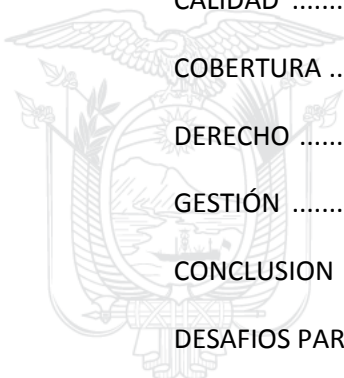 CALIDAD .......
COBERTURA ..
DERECHO ......
GESTIÓN .......
CONCLUSION
DESAFIOS PAR